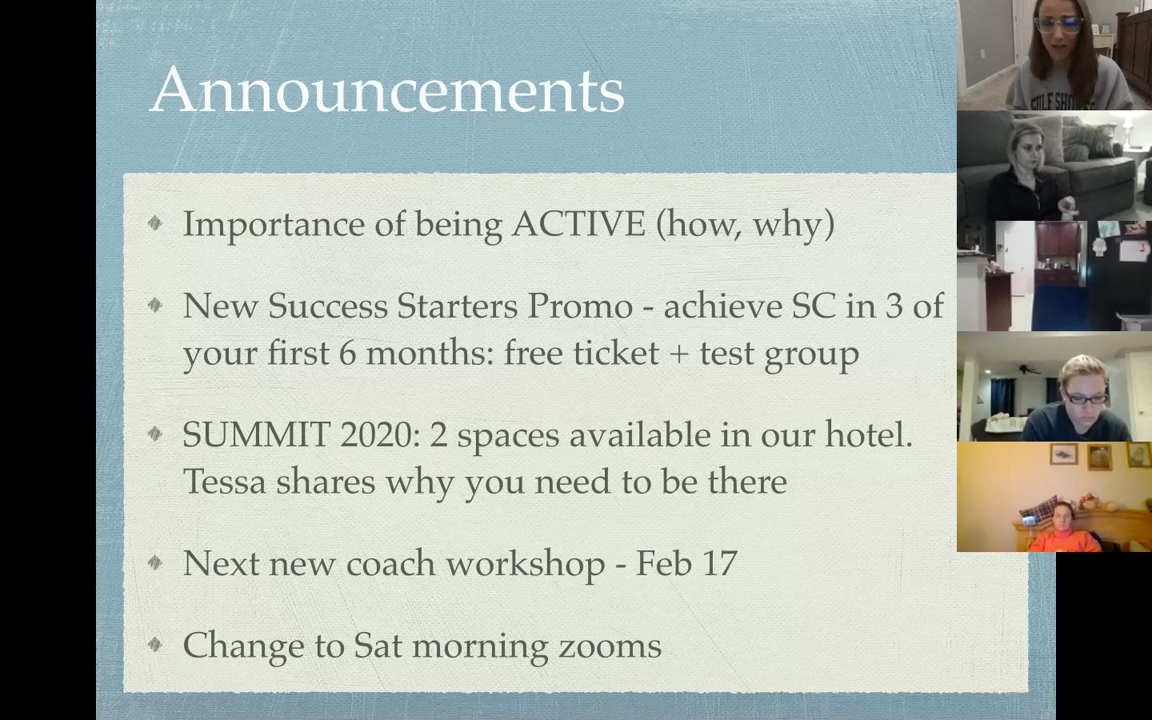 Announcements
Importance of being ACTIVE (how, why)
New Success Starters Promo - achieve SC in 3 of
your first 6 months: free ticket + test group
SUMMIT 2020: 2 spaces available in our hotel.
Tessa shares why you need to be there
Next new coach workshop - Feb 17
Change to Sat morning zooms